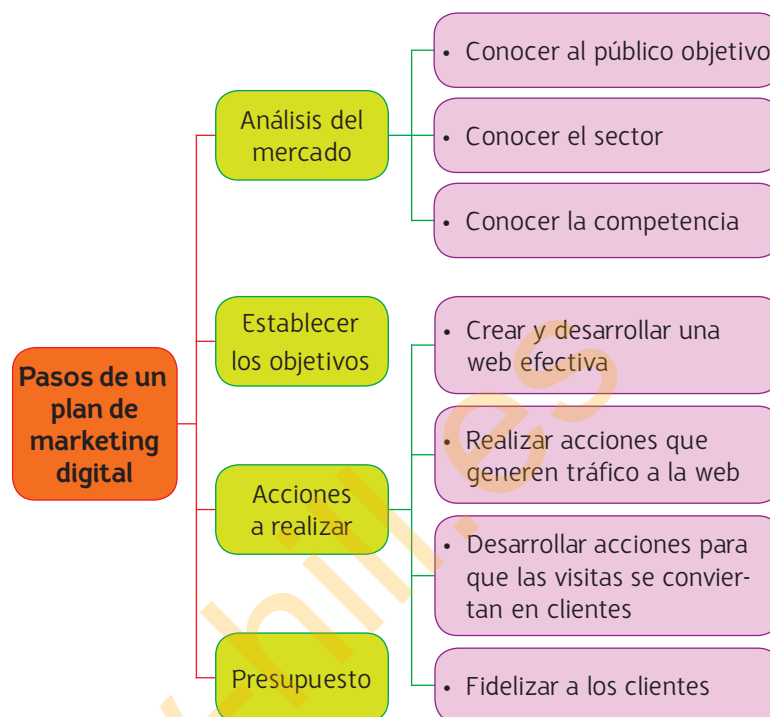 Pasos de un
plan de
marketing
digital
Análisis del
mercado
• Conocer al público objetivo
• Conocer el sector
• Conocer la competencia
Establecer
los objetivos
Acciones
a realizar
• Crear y desarrollar una
web efectiva
• Realizar acciones que
generen tráfico a la web
• Desarrollar acciones para
que las visitas se convier-
tan en clientes
• Fidelizar a los clientes
Presupuesto
-hill.es